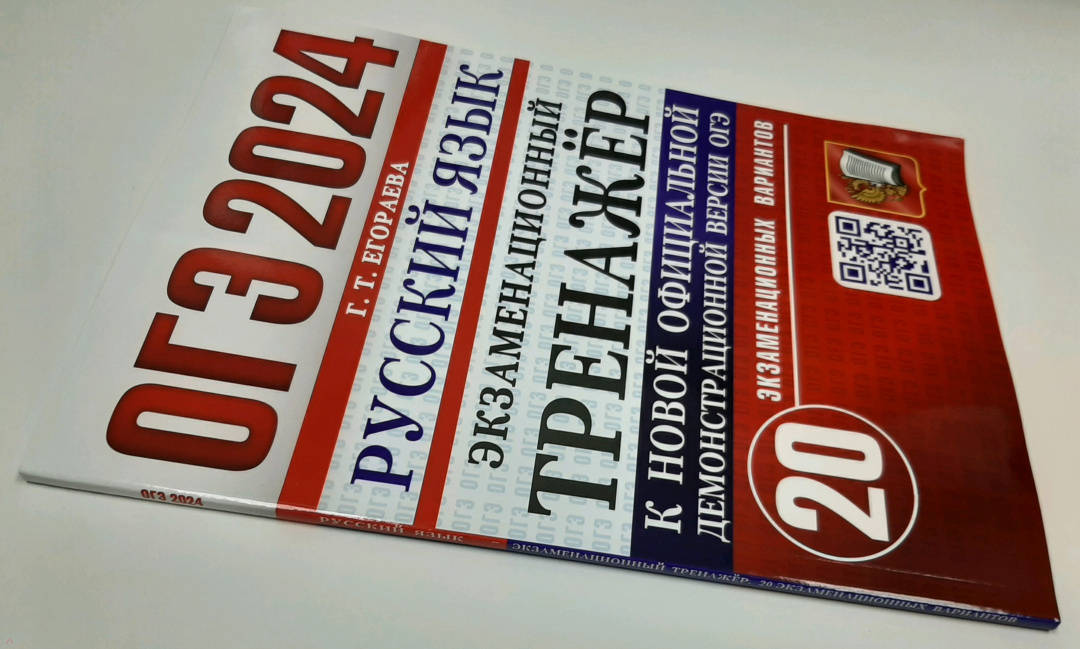 ОГЭ 2024
Г. Т. ЕГОРАЕВА
РУССКИЙ ЯЗЫК
ЭКЗАМЕНАЦИОННЫЙ
ТРЕНАЖЁР
К НОВОЙ ОФИЦИАЛЬНОЙ
ДЕМОНСТРАЦИОННОЙ ВЕРСИИ ОГЭ
20
ЭКЗАМЕНАЦИОННЫХ ВАРИАНТОВ
ОГЭ 2024
РУССКИЙ ЯЗЫК – ЭКЗАМЕНАЦИОННЫЙ ТРЕНАЖЁР 20 ЭКЗАМЕНАЦИОННЫХ ВАРИАНТОВ